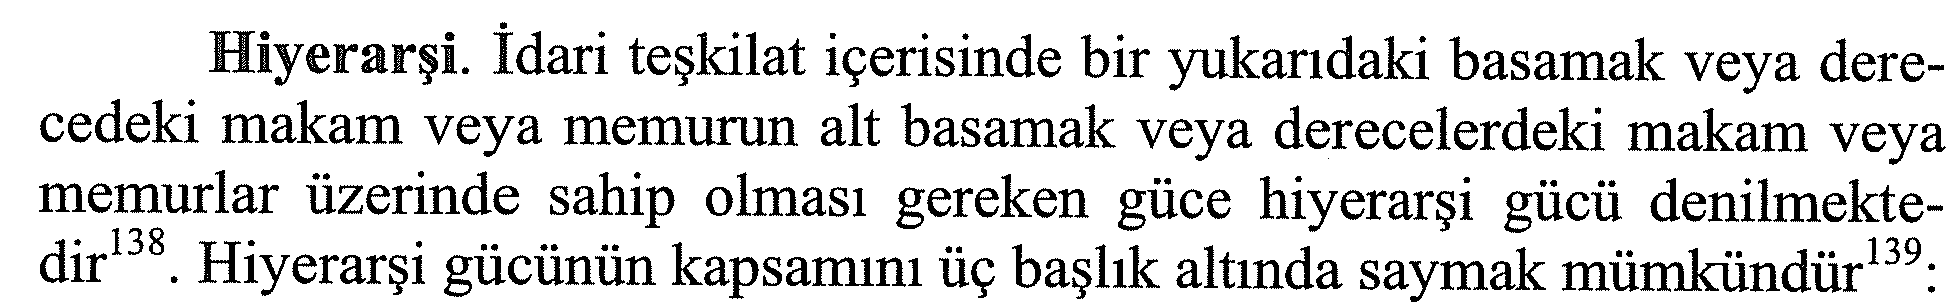 Hiyerarşi. İdari teşkilat içerisinde bir yukarıdaki basamak veya dere-
cedeki makam veya memurun alt basamak veya derecelerdeki makam veya
memurlar üzerinde sahip olması gereken güce hiyerarşi gücü denilmekte-
dir¹³⁸. Hiyerarşi gücünün kapsamını üç başlık altında saymak mümkündür¹³⁹: